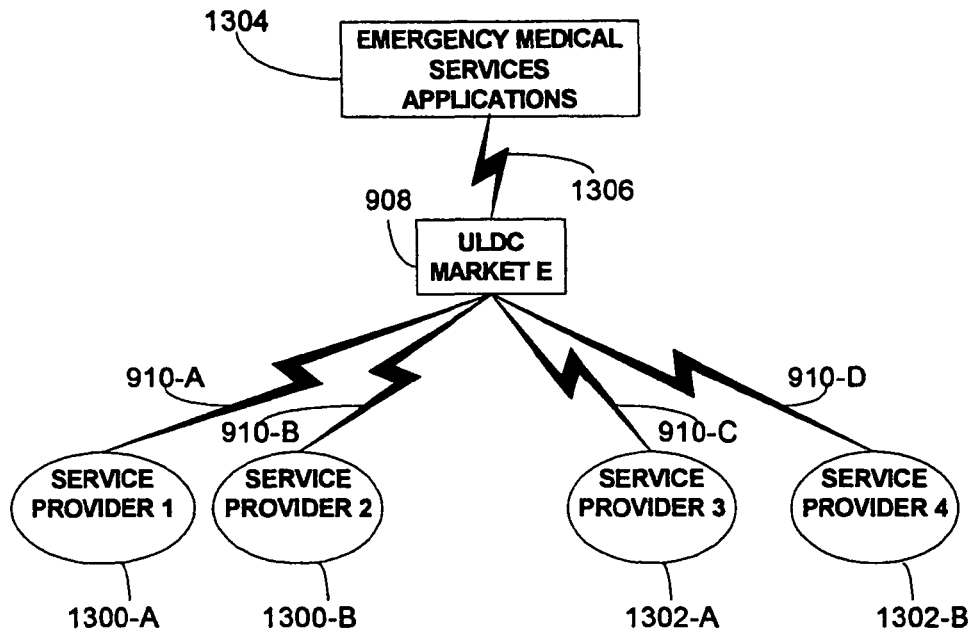 1304
EMERGENCY MEDICAL
SERVICES
APPLICATIONS
1306
908
ULDC
MARKET E
910-A
910-B
910-C
910-D
SERVICE
PROVIDER 1
SERVICE
PROVIDER 2
SERVICE
PROVIDER 3
SERVICE
PROVIDER 4
1300-A
1300-B
1302-A
1302-B